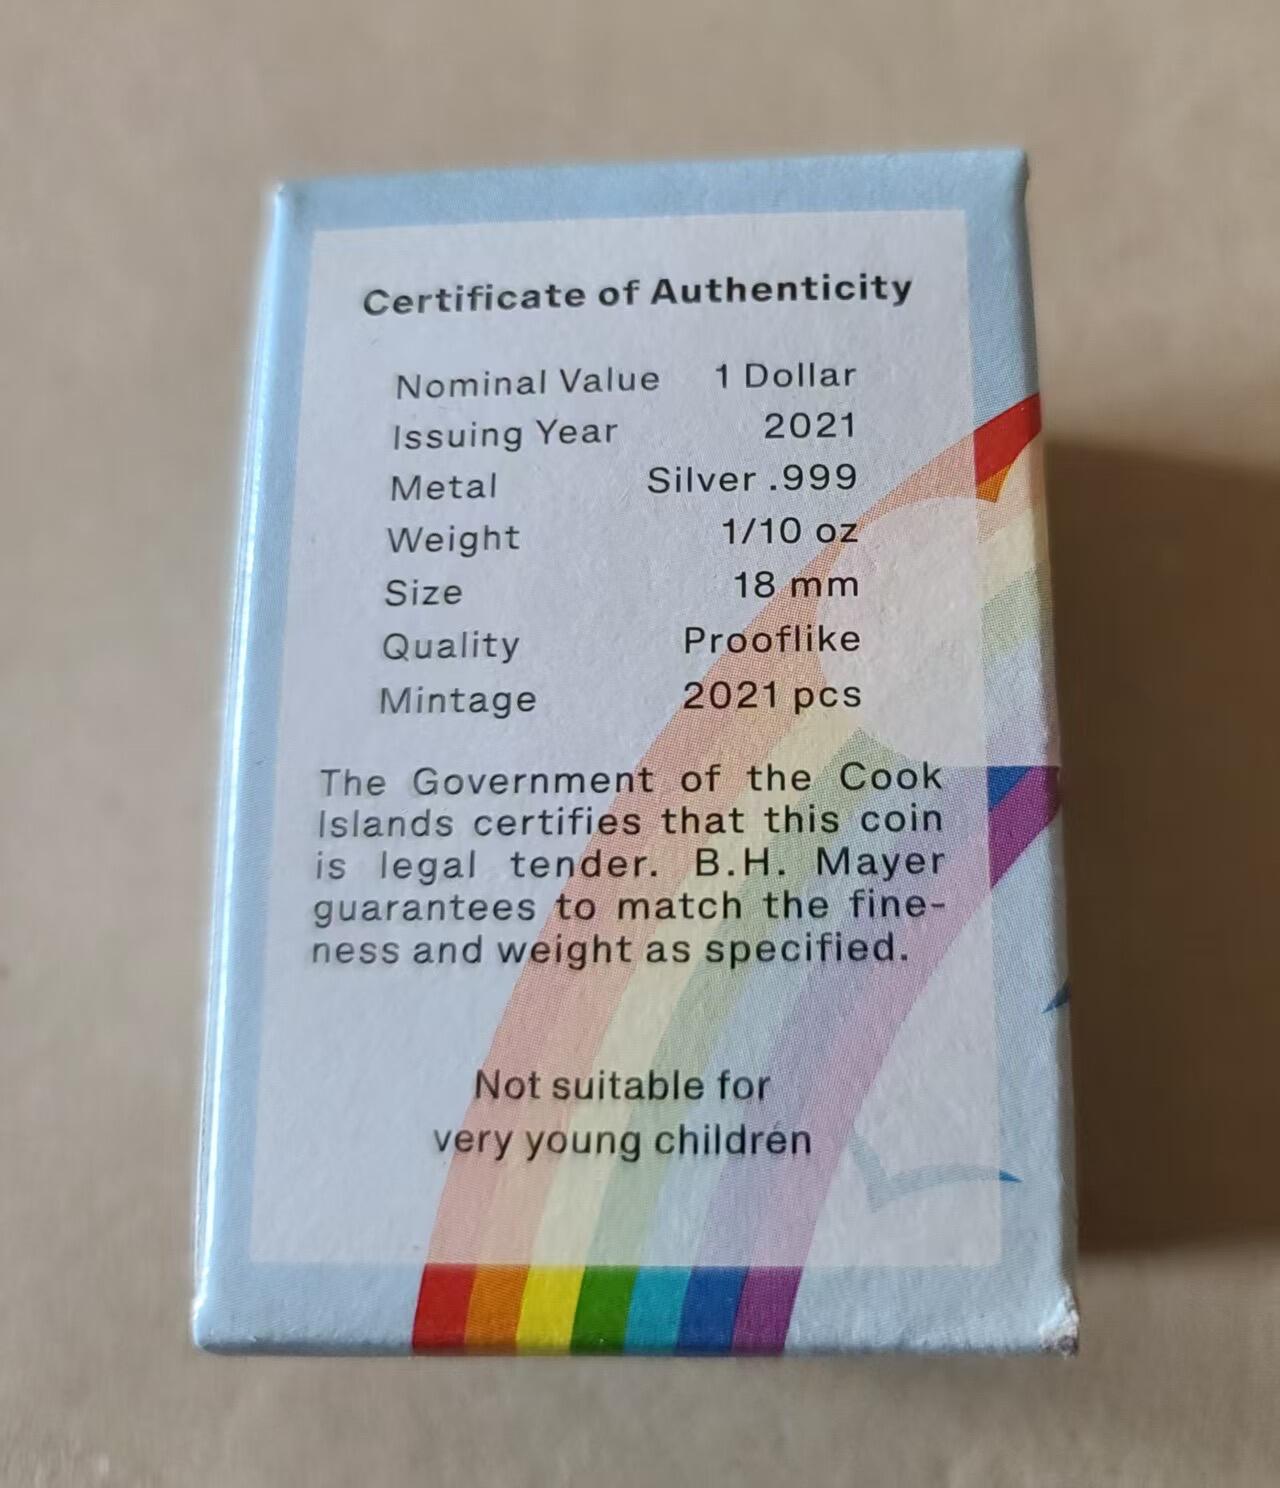 Certificate of Authenticity
Nominal Value 1 Dollar
Issuing Year 2021
Metal Silver .999
Weight 1/10 oz
Size 18 mm
Quality Prooflike
Mintage 2021 pcs
The Government of the Cook
Islands certifies that this coin
is legal tender. B.H. Mayer
guarantees to match the fine-
ness and weight as specified.
Not suitable for
very young children